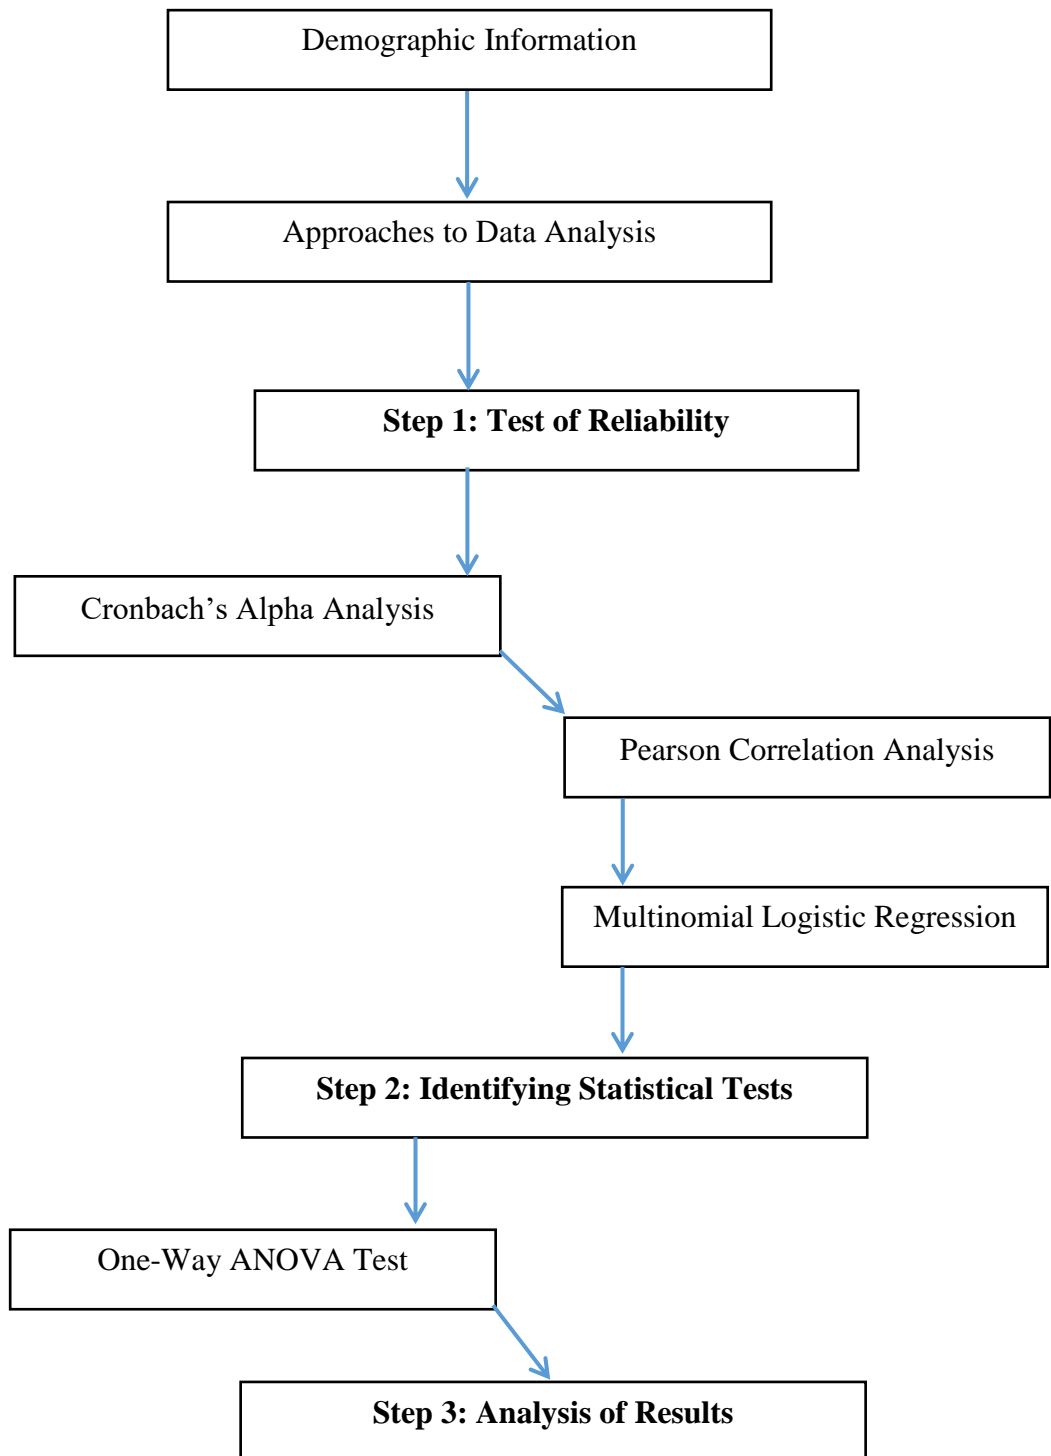 Demographic Information
Approaches to Data Analysis
Step 1: Test of Reliability
Cronbach’s Alpha Analysis
Pearson Correlation Analysis
Multinomial Logistic Regression
Step 2: Identifying Statistical Tests
One-Way ANOVA Test
Step 3: Analysis of Results